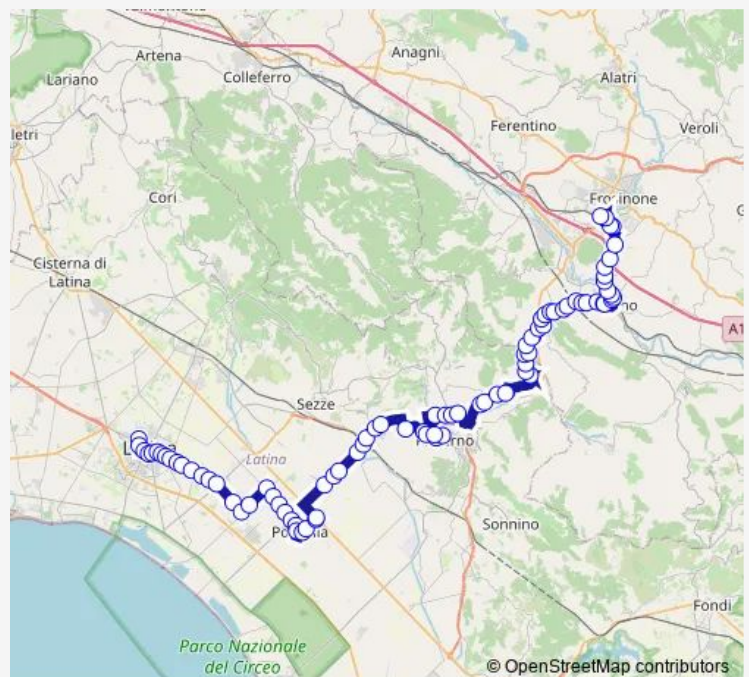 Artena
Colleferro
Anagni
Lariano
Alatri
Ferentino
Veroli
Cori
Frosinone
Cisterna di
Latina
A1
Sezze
Latina
Sonnino
Fondi
Parco Nazionale
del Circeo
© OpenStreetMap contributors